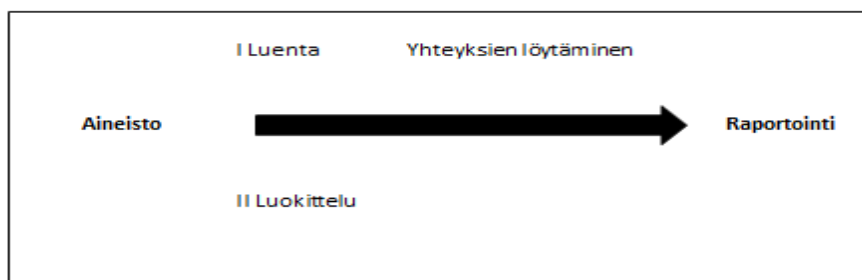 I Luenta Yhteyksien löytäminen
Aineisto Raportointi
II Luokittelu